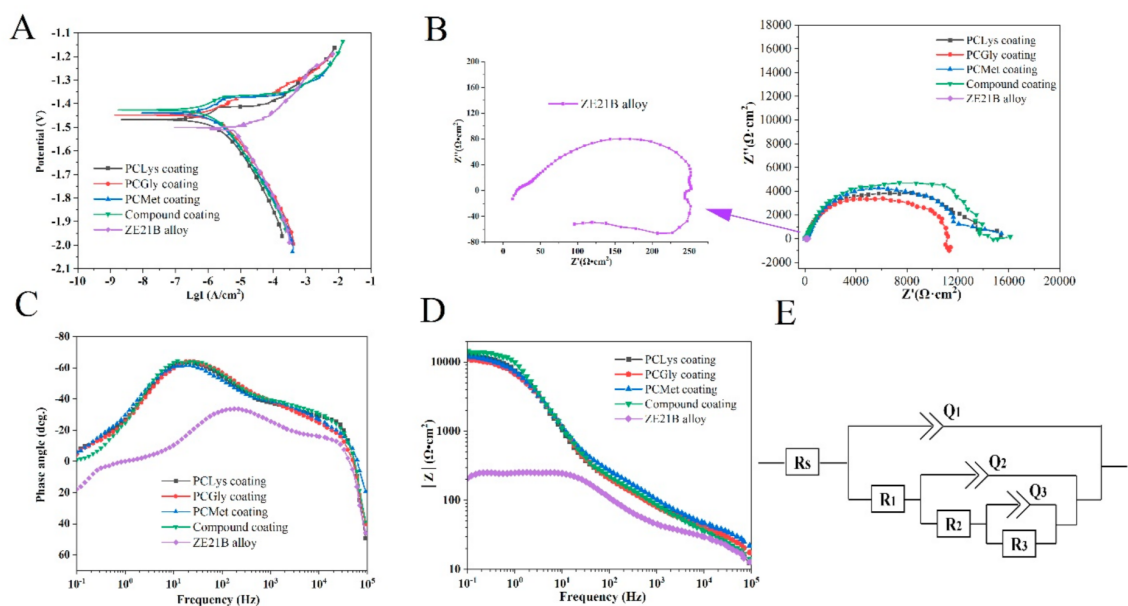 A
Potential (V)
-1.1
-1.2
-1.3
-1.4
-1.5
-1.6
-1.7
-1.8
-1.9
-2.0
-2.1
PCLys coating
PCGly coating
PCMet coating
Compound coating
ZE21B alloy
-10 -9 -8 -7 -6 -5 -4 -3 -2 -1
LgI (A/cm²)
B
Z''(Ω•cm²)
200
160
120
80
40
0
-40
-80
ZE21B alloy
0 50 100 150 200 250
Z'(Ω•cm²)
Z''(Ω·cm²)
18000
16000
14000
12000
10000
8000
6000
4000
2000
0
-2000
PCLys coating
PCGly coating
PCMet coating
Compound coating
ZE21B alloy
0 4000 8000 12000 16000 20000
Z'(Ω·cm²)
C
Phase angle (deg.)
-80
-60
-40
-20
0
20
40
60
PCLys coating
PCGly coating
PCMet coating
Compound coating
ZE21B alloy
10⁻¹ 10⁰ 10¹ 10² 10³ 10⁴ 10⁵
Frequency (Hz)
D
|Z|(Ω•cm²)
10000
1000
100
10
PCLys coating
PCGly coating
PCMet coating
Compound coating
ZE21B alloy
10⁻¹ 10⁰ 10¹ 10² 10³ 10⁴ 10⁵
Frequency (Hz)
E
Q1
Rs
Q2
R1
Q3
R2
R3